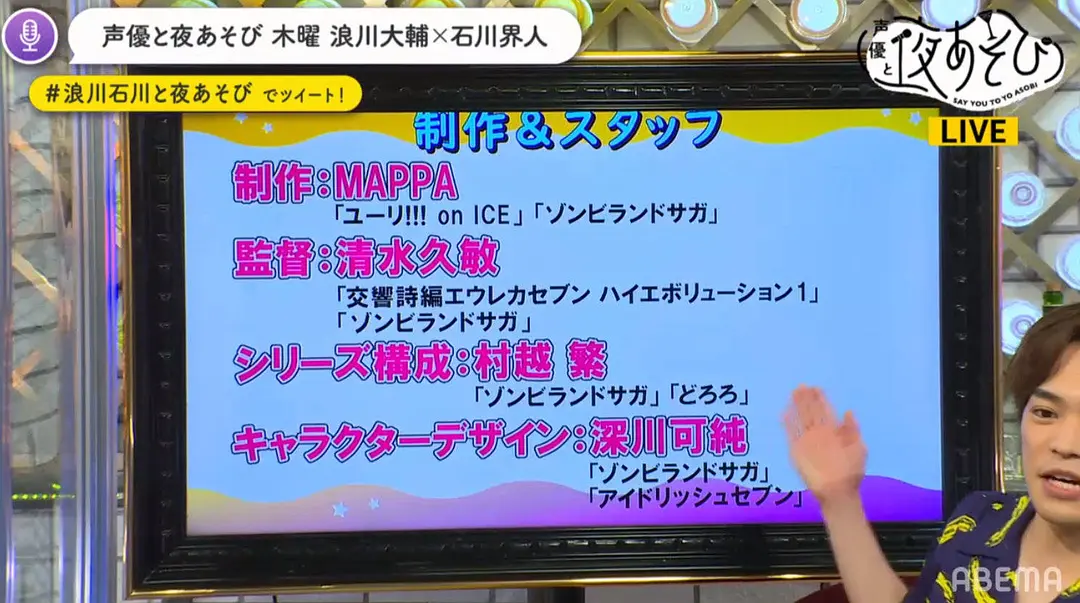 声優と夜あそび 木曜 浪川大輔×石川界人
#浪川石川と夜あそび でツイート!
声優と夜あそび
SAY YOU TO YO ASOBI
LIVE
制作&スタッフ
制作:MAPPA
「ユーリ!!! on ICE」「ゾンビランドサガ」
監督:清水久敏
「交響詩編エウレカセブン ハイエボリューション1」
「ゾンビランドサガ」
シリーズ構成:村越 繁
「ゾンビランドサガ」「どろろ」
キャラクターデザイン:深川可純
「ゾンビランドサガ」
「アイドリッシュセブン」
ABEMA